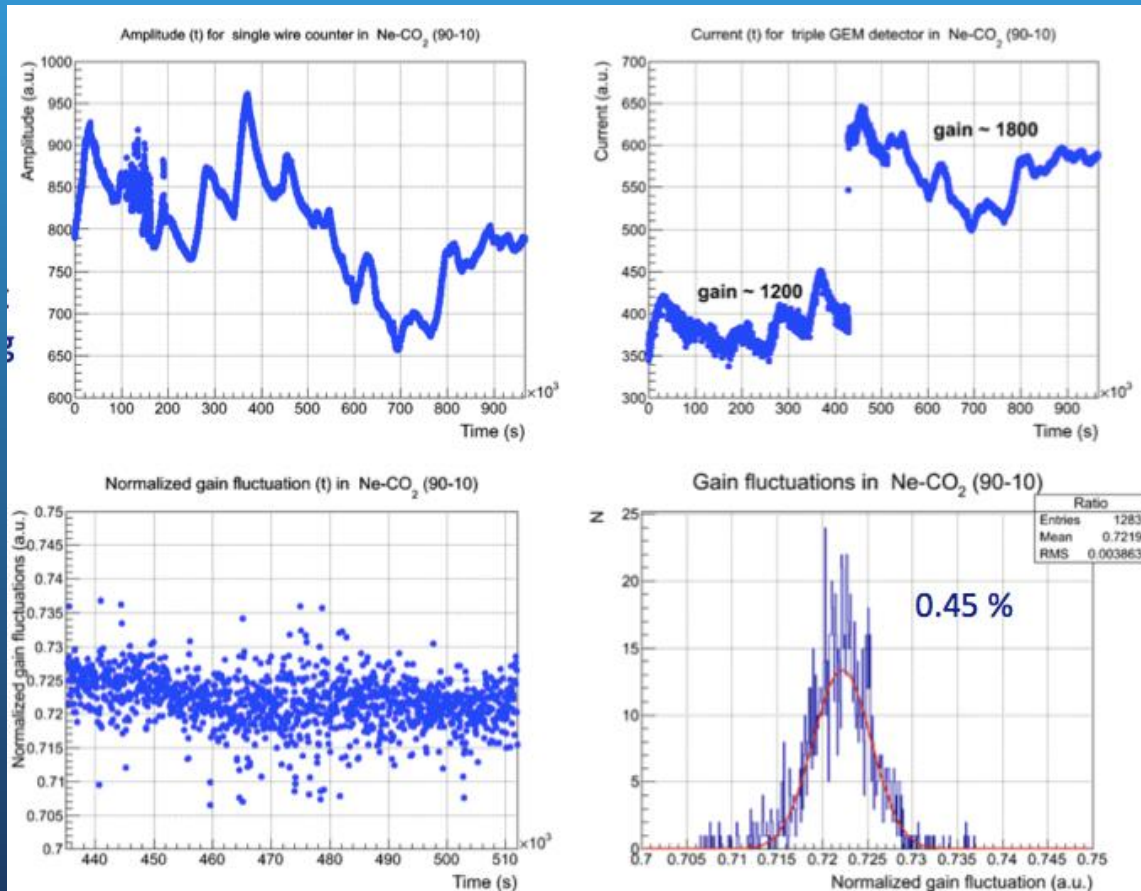 Amplitude (t) for single wire counter in Ne-CO2 (90-10)
Amplitude (a.u.)
1000
950
900
850
800
750
700
650
600
0 100 200 300 400 500 600 700 800 900
×10³
Time (s)
Current (t) for triple GEM detector in Ne-CO2 (90-10)
Current (a.u.)
700
650
600
550
500
450
400
350
300
gain ~ 1800
gain ~ 1200
0 100 200 300 400 500 600 700 800 900
×10³
Time (s)
Normalized gain fluctuation (t) in Ne-CO2 (90-10)
Normalized gain fluctuations (a.u.)
0.75
0.745
0.74
0.735
0.73
0.725
0.72
0.715
0.71
0.705
0.7
440 450 460 470 480 490 500 510
×10³
Time (s)
Gain fluctuations in Ne-CO2 (90-10)
N
25
20
15
10
5
0
Ratio
Entries 1283
Mean 0.7219
RMS 0.003863
0.45 %
0.7 0.705 0.71 0.715 0.72 0.725 0.73 0.735 0.74 0.745 0.75
Normalized gain fluctuation (a.u.)